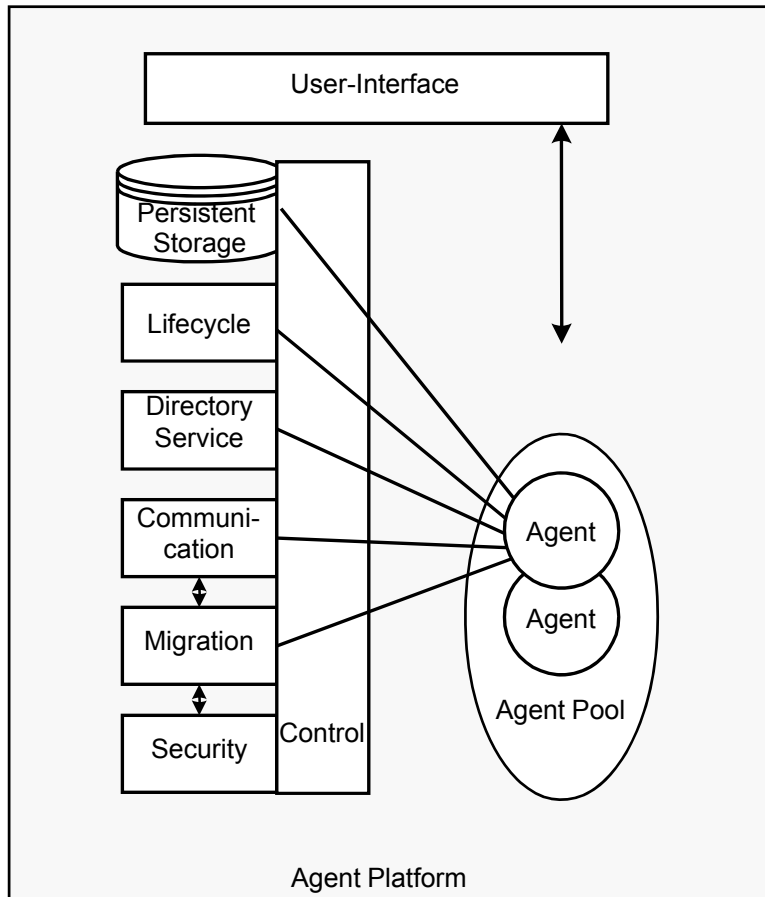 User-Interface
Persistent
Storage
Lifecycle
Directory
Service
Communi-
cation
Migration
Security
Control
Agent
Agent
Agent Pool
Agent Platform